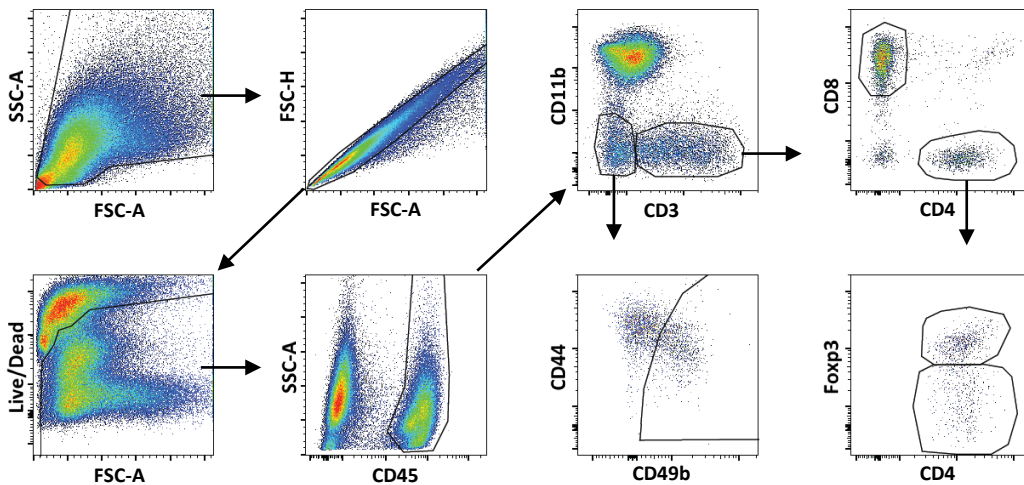 SSC-A
FSC-A
FSC-H
FSC-A
CD11b
CD3
CD8
CD4
Live/Dead
FSC-A
SSC-A
CD45
CD44
CD49b
Foxp3
CD4